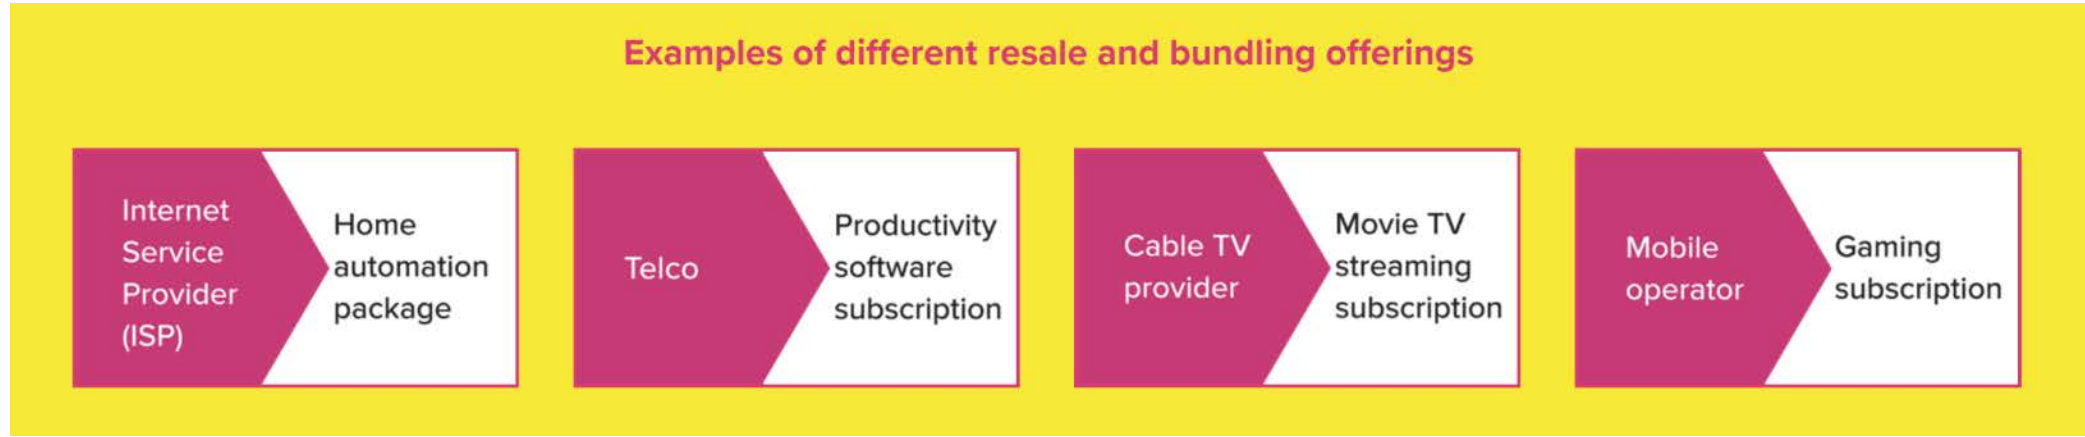 Examples of different resale and bundling offerings
Internet
Service
Provider
(ISP)
Home
automation
package
Telco
Productivity
software
subscription
Cable TV
provider
Movie TV
streaming
subscription
Mobile
operator
Gaming
subscription